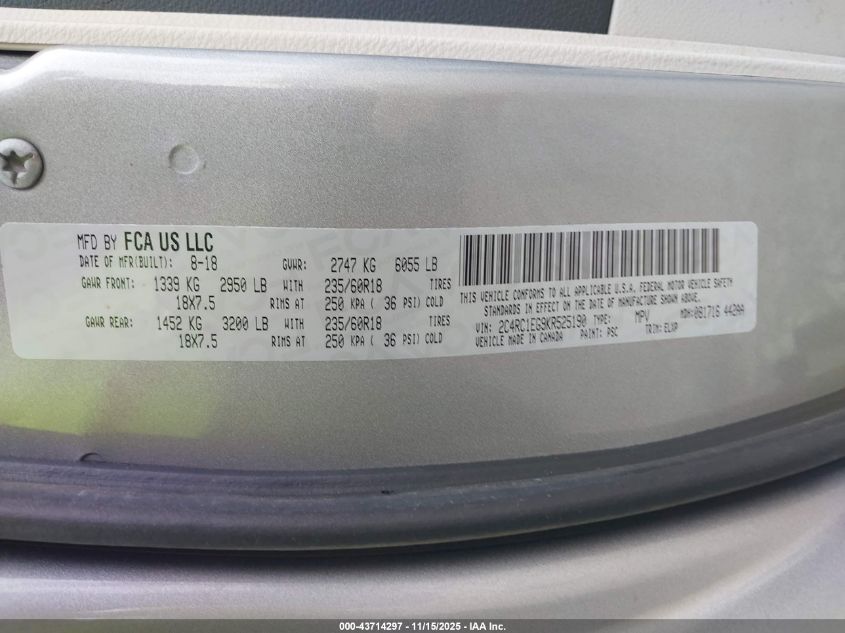 MFD BY FCA US LLC
DATE OF MFR(BUILT): 8-18 GVWR: 2747 KG 6055 LB
GAWR FRONT: 1339 KG 2950 LB WITH 235/60R18 TIRES
18X7.5 RIMS AT 250 KPA ( 36 PSI) COLD
GAWR REAR: 1452 KG 3200 LB WITH 235/60R18 TIRES
18X7.5 RIMS AT 250 KPA ( 36 PSI) COLD
THIS VEHICLE CONFORMS TO ALL APPLICABLE U.S.A. FEDERAL MOTOR VEHICLE SAFETY
STANDARDS IN EFFECT ON THE DATE OF MANUFACTURE SHOWN ABOVE.
VIN: 2C4RC1EG9KR525190 TYPE: MPV MDH:081716 442AA
VEHICLE MADE IN CANADA PAINT: PSC TRIM: ELXP
000-43714297 - 11/15/2025 - IAA Inc.